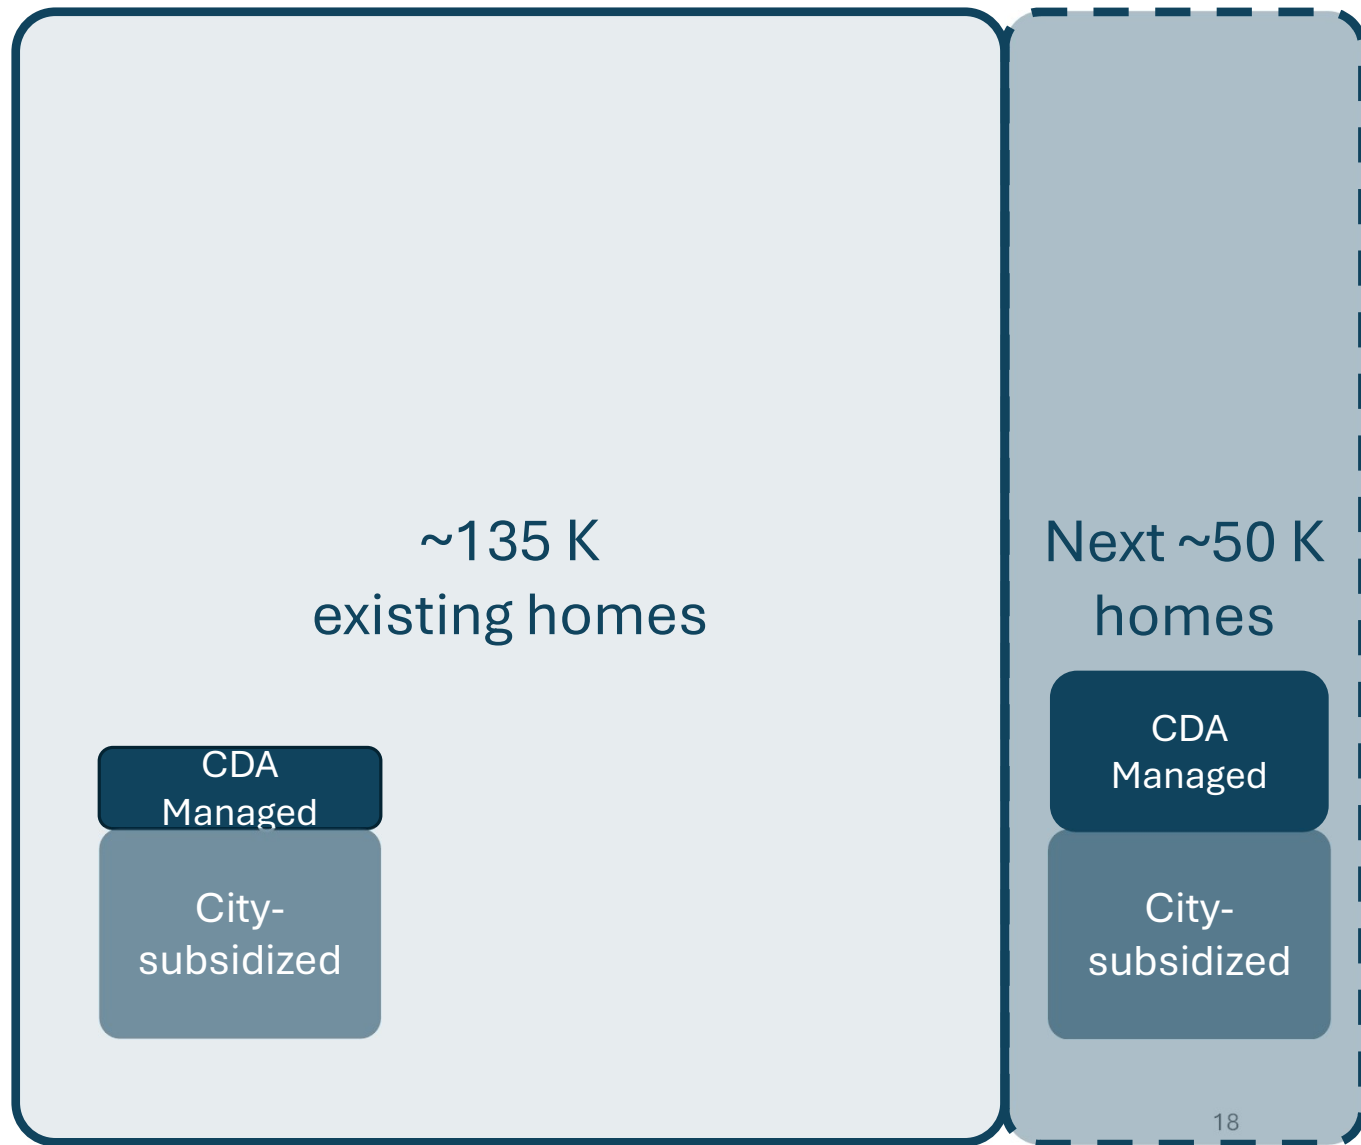 ~135 K
existing homes
CDA
Managed
City-
subsidized
Next ~50 K
homes
CDA
Managed
City-
subsidized
18